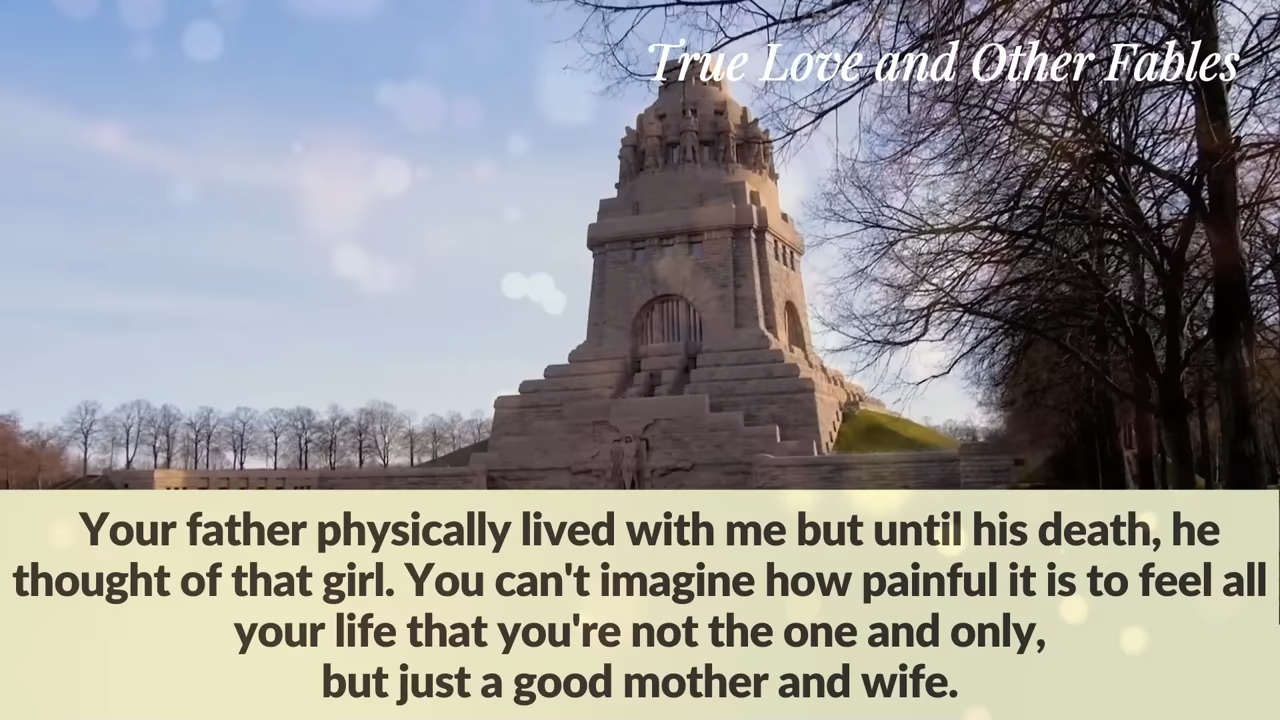 True Love and Other Fables
Your father physically lived with me but until his death, he
thought of that girl. You can't imagine how painful it is to feel all
your life that you're not the one and only,
but just a good mother and wife.